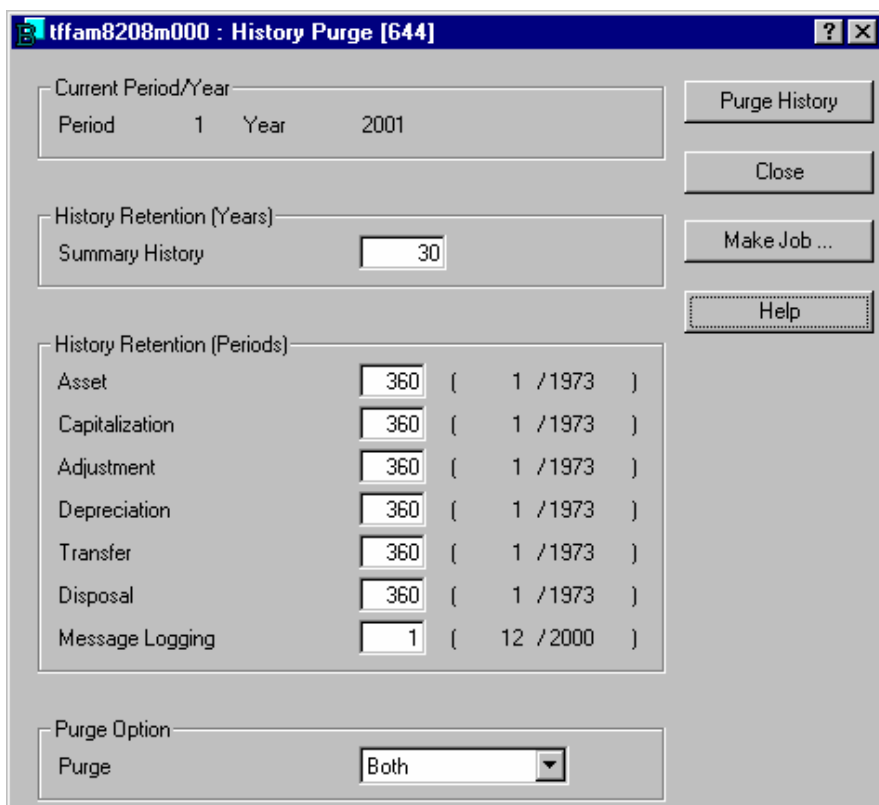 B tffam8208m000 : History Purge [644] ? X
Current Period/Year
Period 1 Year 2001
Purge History
Close
History Retention (Years)
Summary History 30
Make Job ...
Help
History Retention (Periods)
Asset 360 ( 1 /1973 )
Capitalization 360 ( 1 /1973 )
Adjustment 360 ( 1 /1973 )
Depreciation 360 ( 1 /1973 )
Transfer 360 ( 1 /1973 )
Disposal 360 ( 1 /1973 )
Message Logging 1 ( 12 /2000 )
Purge Option
Purge Both